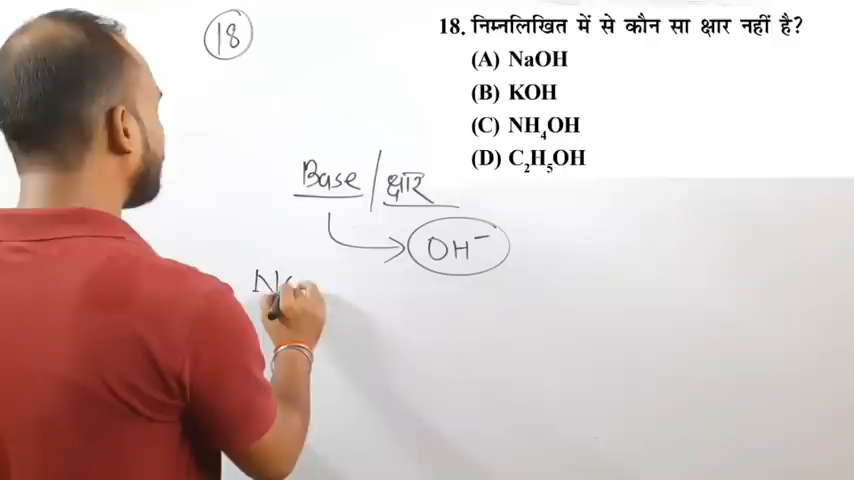 18
18. निम्नलिखित में से कौन सा क्षार नहीं है?
(A) NaOH
(B) KOH
(C) NH₄OH
(D) C₂H₅OH
Base / क्षार
OH⁻
N